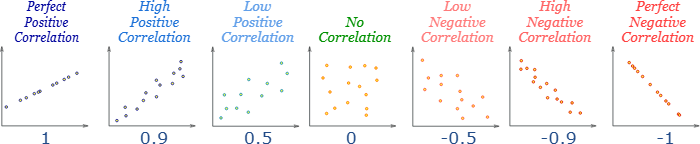 Perfect
Positive
Correlation
1
High
Positive
Correlation
0.9
Low
Positive
Correlation
0.5
No
Correlation
0
Low
Negative
Correlation
-0.5
High
Negative
Correlation
-0.9
Perfect
Negative
Correlation
-1